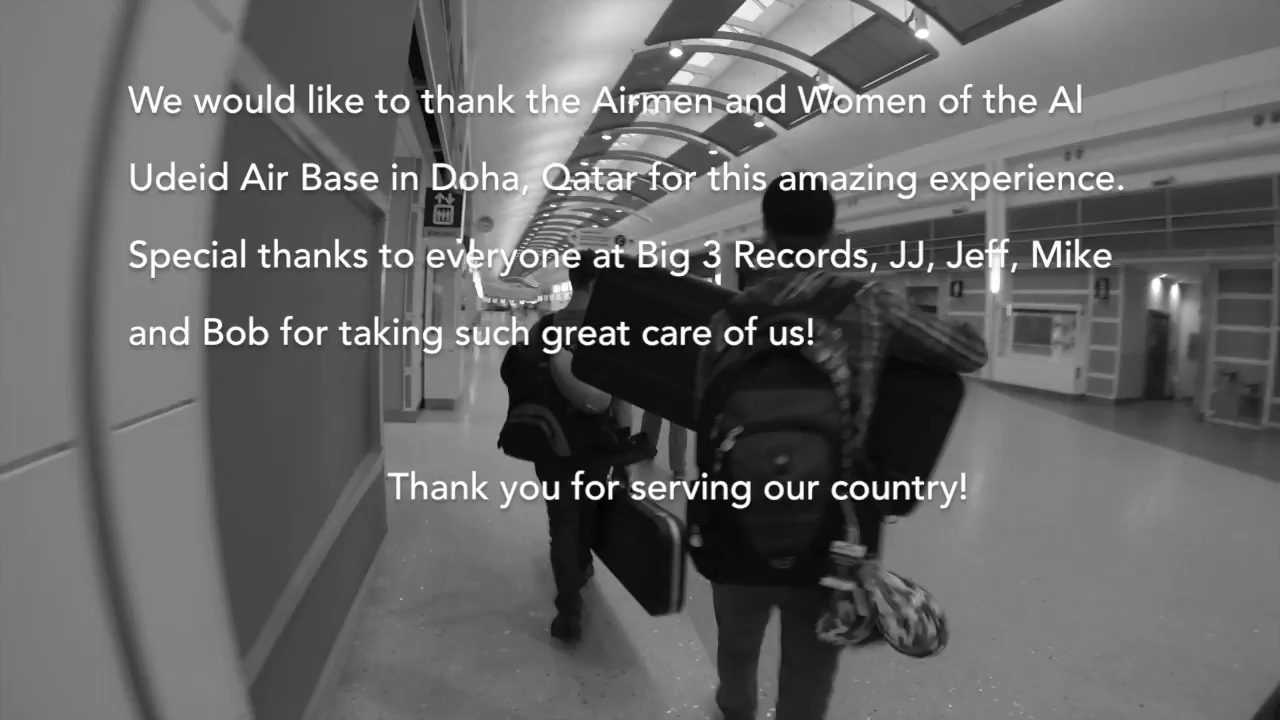 We would like to thank the Airmen and Women of the Al
Udeid Air Base in Doha, Qatar for this amazing experience.
Special thanks to everyone at Big 3 Records, JJ, Jeff, Mike
and Bob for taking such great care of us!
Thank you for serving our country!